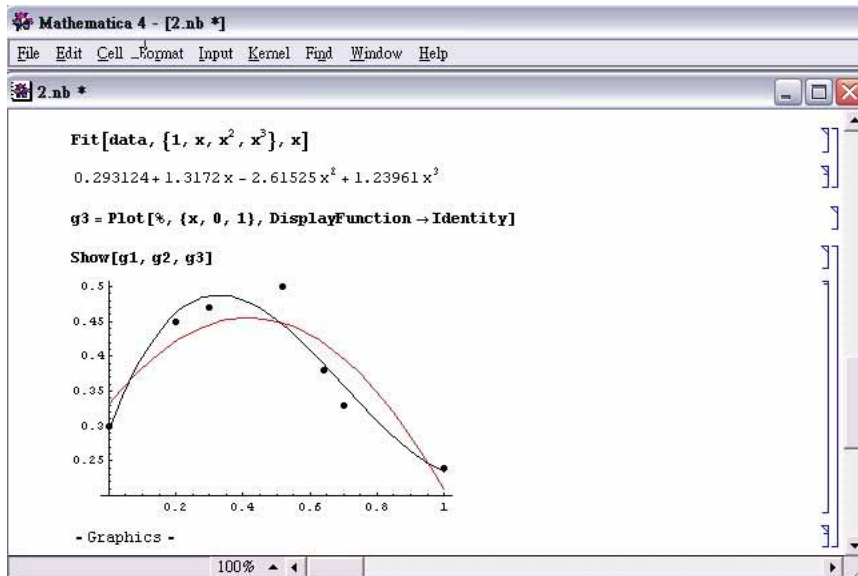 Mathematica 4 - [2.nb *]
File Edit Cell Format Input Kernel Find Window Help
2.nb *
Fit[data, {1, x, x², x³}, x]
0.293124 + 1.3172 x - 2.61525 x² + 1.23961 x³
g3 = Plot[%, {x, 0, 1}, DisplayFunction → Identity]
Show[g1, g2, g3]
0.5
0.45
0.4
0.35
0.3
0.25
0.2 0.4 0.6 0.8 1
- Graphics -
100%